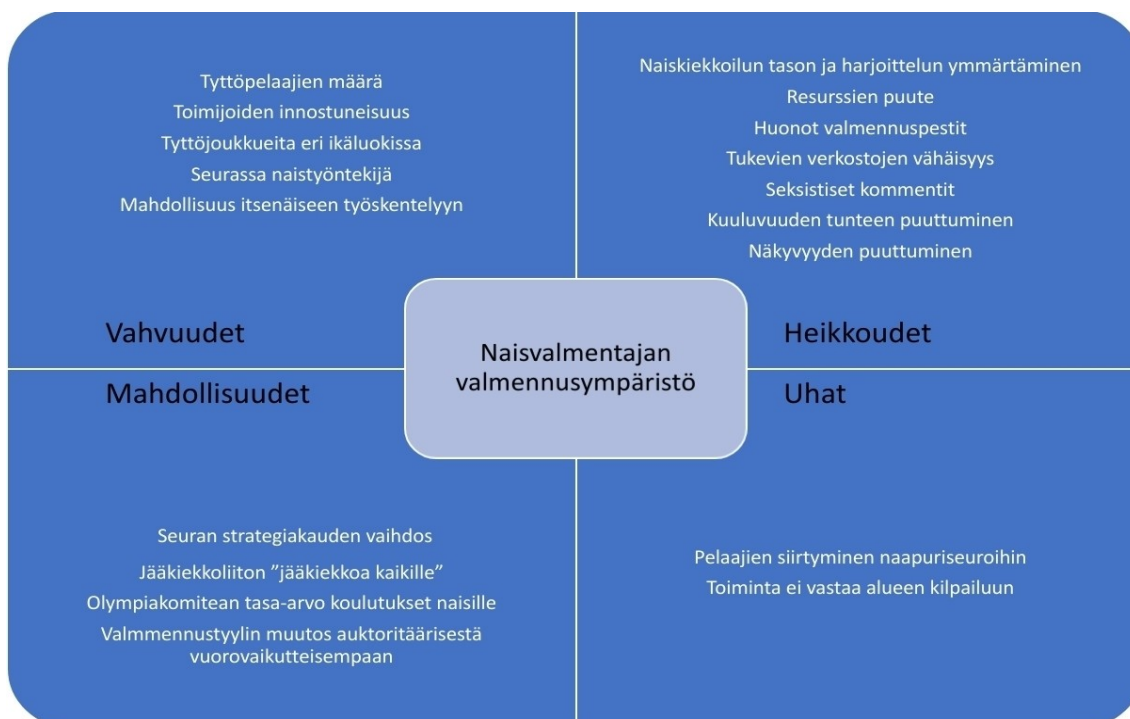 Tyttöpelaajien määrä
Toimijoiden innostuneisuus
Tyttöjoukkueita eri ikäluokissa
Seurassa naistyöntekijä
Mahdollisuus itsenäiseen työskentelyyn
Vahvuudet
Naiskiekkoilun tason ja harjoittelun ymmärtäminen
Resurssien puute
Huonot valmennuspestit
Tukevien verkostojen vähäisyys
Seksistiset kommentit
Kuuluvuuden tunteen puuttuminen
Näkyvyyden puuttuminen
Heikkoudet
Naisvalmentajan
valmennusympäristö
Mahdollisuudet
Seuran strategiakauden vaihdos
Jääkiekkoliiton ”jääkiekkoa kaikille”
Olympiakomitean tasa-arvo koulutukset naisille
Valmmennustyylin muutos auktoritäärisestä
vuorovaikutteisempaan
Uhat
Pelaajien siirtyminen naapuriseuroihin
Toiminta ei vastaa alueen kilpailuun